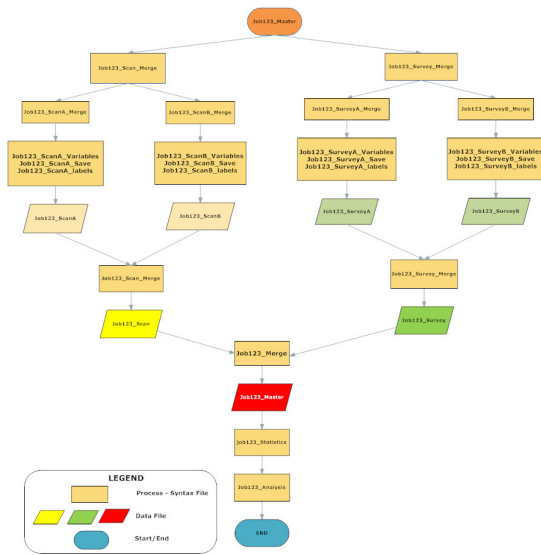 Job123_Master
Job123_Scan_Merge
Job123_Survey_Merge
Job123_ScanA_Merge
Job123_ScanB_Merge
Job123_SurveyA_Merge
Job123_SurveyB_Merge
Job123_ScanA_Variables
Job123_ScanA_Save
Job123_ScanA_labels
Job123_ScanB_Variables
Job123_ScanB_Save
Job123_ScanB_labels
Job123_SurveyA_Variables
Job123_SurveyA_Save
Job123_SurveyA_labels
Job123_SurveyB_Variables
Job123_SurveyB_Save
Job123_SurveyB_labels
Job123_ScanA
Job123_ScanB
Job123_SurveyA
Job123_SurveyB
Job123_Scan_Merge
Job123_Survey_Merge
Job123_Scan
Job123_Survey
Job123_Merge
Job123_Master
Job123_Statistics
Job123_Analysis
END
LEGEND
Process - Syntax File
Data File
Start/End